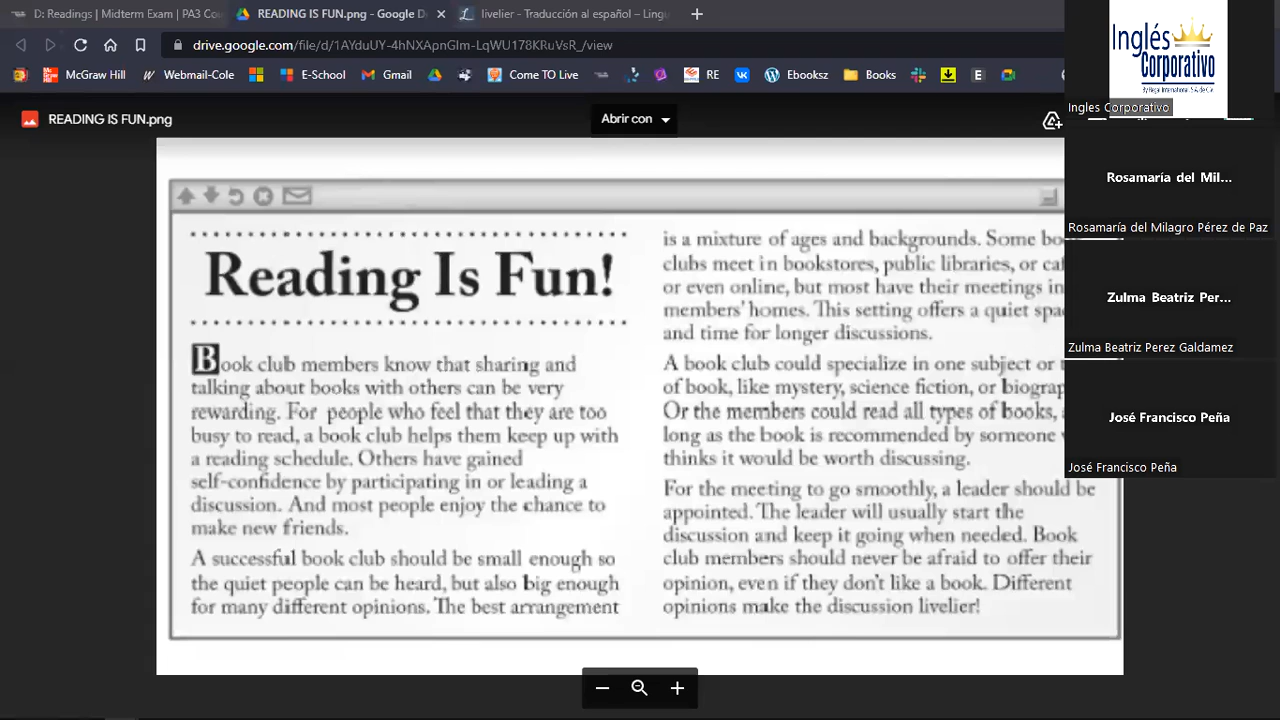 D: Readings | Midterm Exam | PA3 Cou
READING IS FUN.png - Google D
livelier - Traducción al español – Ling
drive.google.com/file/d/1AYduUY-4hNXApnGIm-LqWU178KRuVsR_/view
McGraw Hill
Webmail-Cole
E-School
Gmail
Come TO Live
RE
Ebooksz
Books
E
READING IS FUN.png
Abrir con
Inglés
Corporativo
By Regal International, S.A. de C.V.
Ingles Corporativo
Rosamaría del Mil...
Rosamaría del Milagro Pérez de Paz
Zulma Beatriz Per...
Zulma Beatriz Perez Galdamez
José Francisco Peña
José Francisco Peña
Reading Is Fun!
Book club members know that sharing and
talking about books with others can be very
rewarding. For people who feel that they are too
busy to read, a book club helps them keep up with
a reading schedule. Others have gained
self-confidence by participating in or leading a
discussion. And most people enjoy the chance to
make new friends.
A successful book club should be small enough so
the quiet people can be heard, but also big enough
for many different opinions. The best arrangement
is a mixture of ages and backgrounds. Some bo
clubs meet in bookstores, public libraries, or caf
or even online, but most have their meetings in
members' homes. This setting offers a quiet spa
and time for longer discussions.
A book club could specialize in one subject or t
of book, like mystery, science fiction, or biograp
Or the members could read all types of books, a
long as the book is recommended by someone w
thinks it would be worth discussing.
For the meeting to go smoothly, a leader should be
appointed. The leader will usually start the
discussion and keep it going when needed. Book
club members should never be afraid to offer their
opinion, even if they don't like a book. Different
opinions make the discussion livelier!